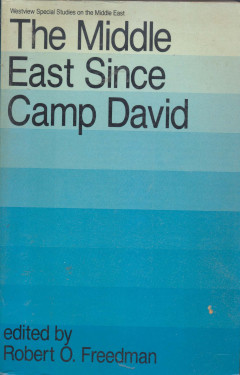 Westview Special Studies on the Middle East
The Middle
East Since
Camp David
edited by
Robert O. Freedman